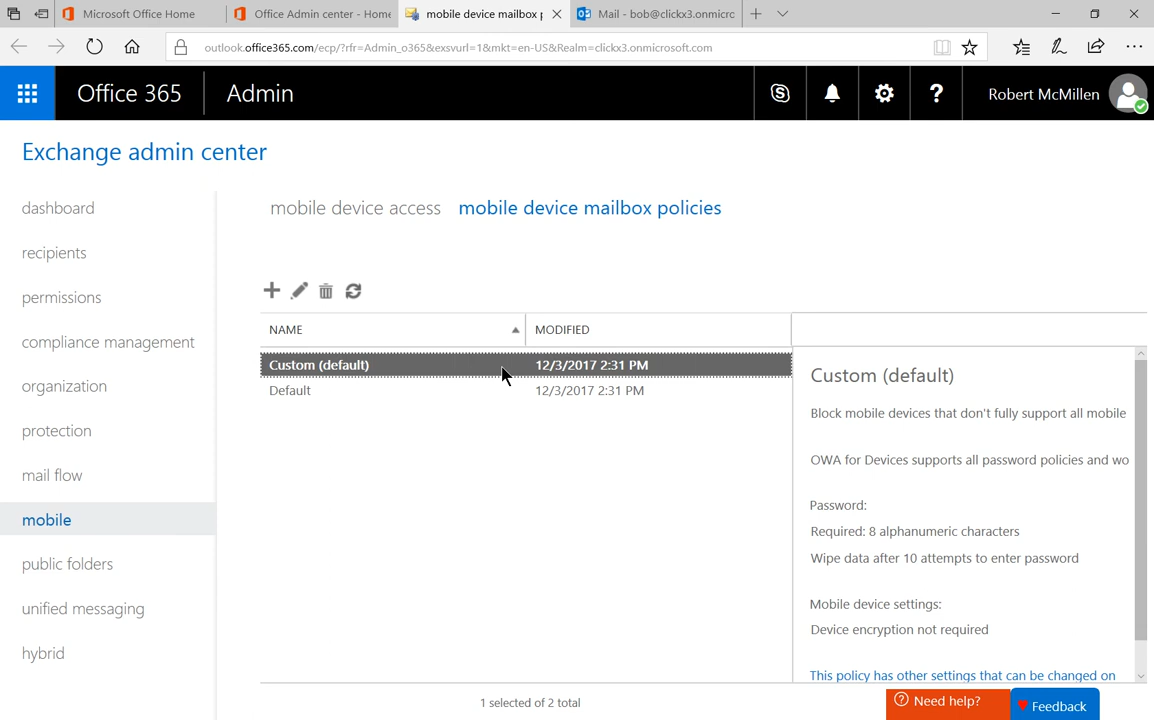 Microsoft Office Home
Office Admin center - Home
mobile device mailbox p
Mail - bob@clickx3.onmicrc
outlook.office365.com/ecp/?rfr=Admin_o365&exsvurl=1&mkt=en-US&Realm=clickx3.onmicrosoft.com
Office 365
Admin
Robert McMillen
Exchange admin center
dashboard
recipients
permissions
compliance management
organization
protection
mail flow
mobile
public folders
unified messaging
hybrid
mobile device access
mobile device mailbox policies
NAME
MODIFIED
Custom (default)
12/3/2017 2:31 PM
Default
12/3/2017 2:31 PM
Custom (default)
Block mobile devices that don't fully support all mobile
OWA for Devices supports all password policies and wo
Password:
Required: 8 alphanumeric characters
Wipe data after 10 attempts to enter password
Mobile device settings:
Device encryption not required
This policy has other settings that can be changed on
1 selected of 2 total
Need help?
Feedback